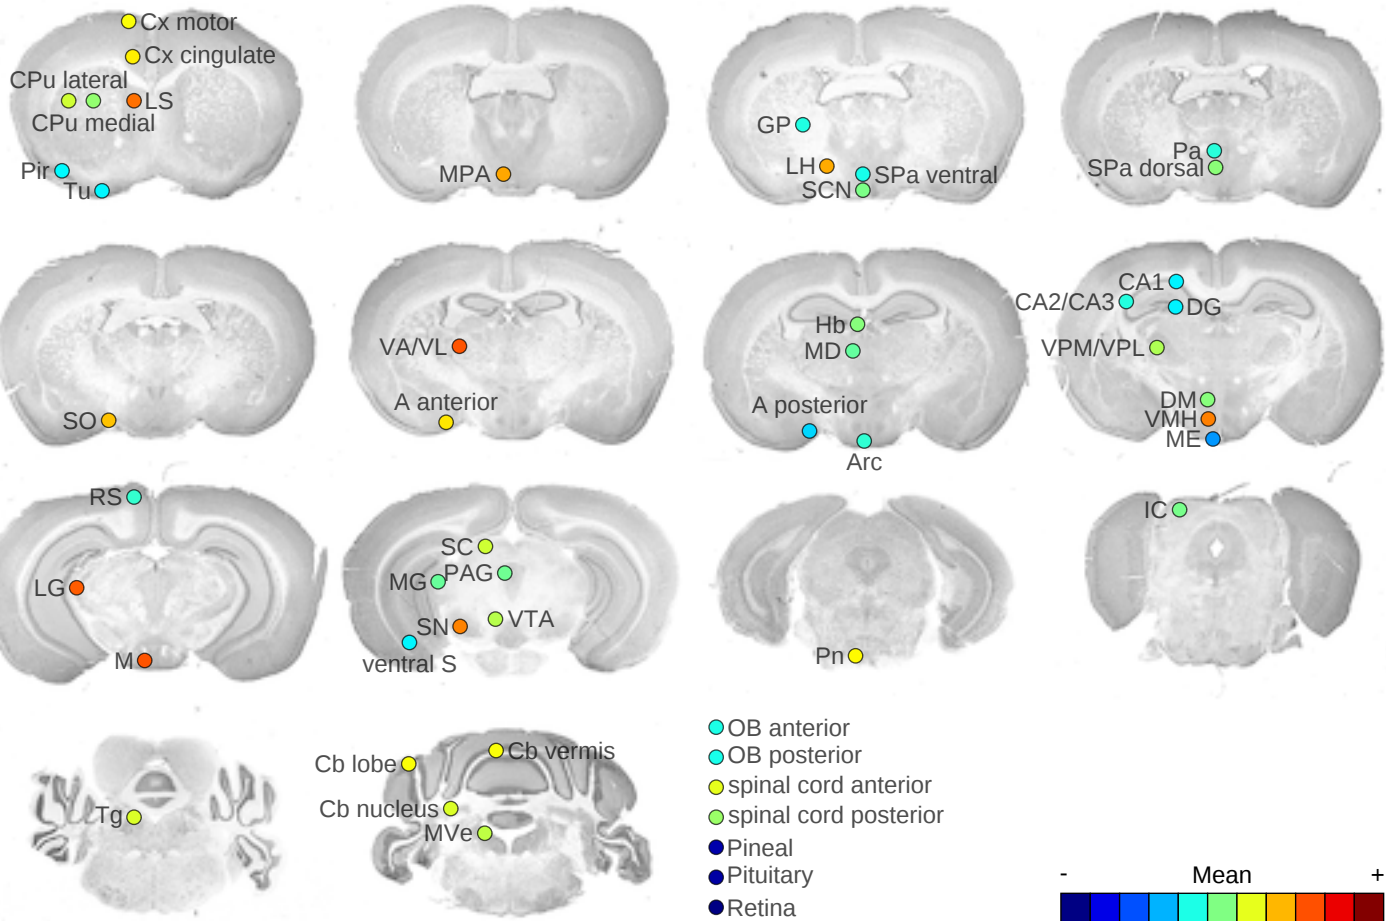 Cx motor
Cx cingulate
CPu lateral
LS
CPu medial
Pir
Tu
MPA
GP
LH
SPa ventral
SCN
Pa
SPa dorsal
SO
VA/VL
A anterior
Hb
MD
A posterior
Arc
CA1
CA2/CA3
DG
VPM/VPL
DM
VMH
ME
RS
LG
M
SC
MG
PAG
SN
VTA
ventral S
Pn
IC
Tg
Cb lobe
Cb vermis
Cb nucleus
MVe
OB anterior
OB posterior
spinal cord anterior
spinal cord posterior
Pineal
Pituitary
Retina
- Mean +